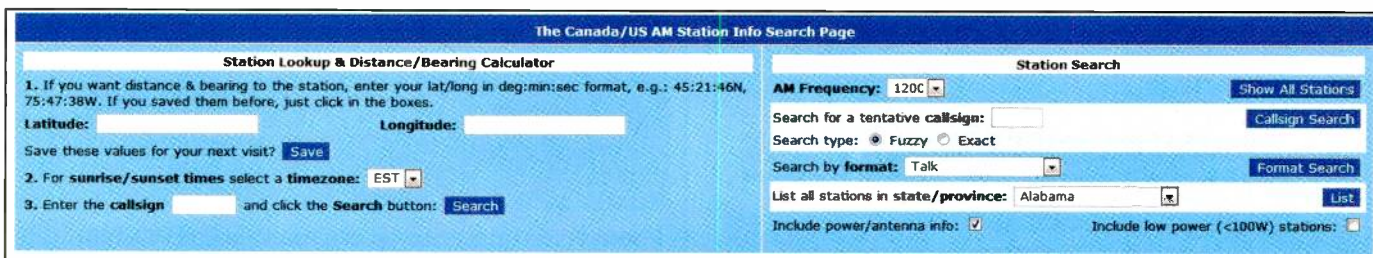 The Canada/US AM Station Info Search Page
Station Lookup & Distance/Bearing Calculator
1. If you want distance & bearing to the station, enter your lat/long in deg:min:sec format, e.g.: 45:21:46N,
75:47:38W. If you saved them before, just click in the boxes.
Latitude: Longitude:
Save these values for your next visit? Save
2. For sunrise/sunset times select a timezone: EST
3. Enter the callsign and click the Search button: Search
Station Search
AM Frequency: 120C Show All Stations
Search for a tentative callsign: Callsign Search
Search type: Fuzzy Exact
Search by format: Talk Format Search
List all stations in state/province: Alabama List
Include power/antenna info: Include low power (<100W) stations: